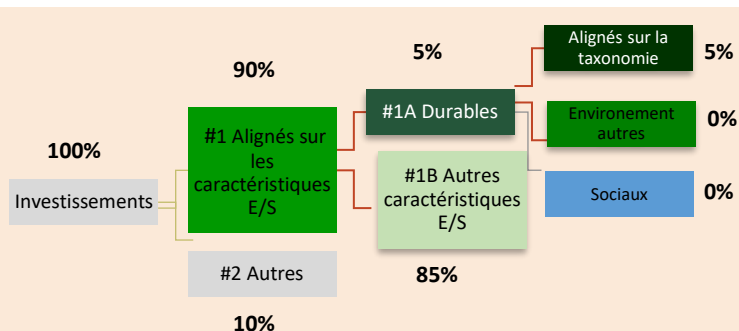 100%
Investissements
90%
#1 Alignés sur
les
caractéristiques
E/S
#2 Autres
10%
5%
#1A Durables
#1B Autres
caractéristiques
E/S
85%
Alignés sur la
taxonomie
5%
Environement
autres
0%
Sociaux
0%